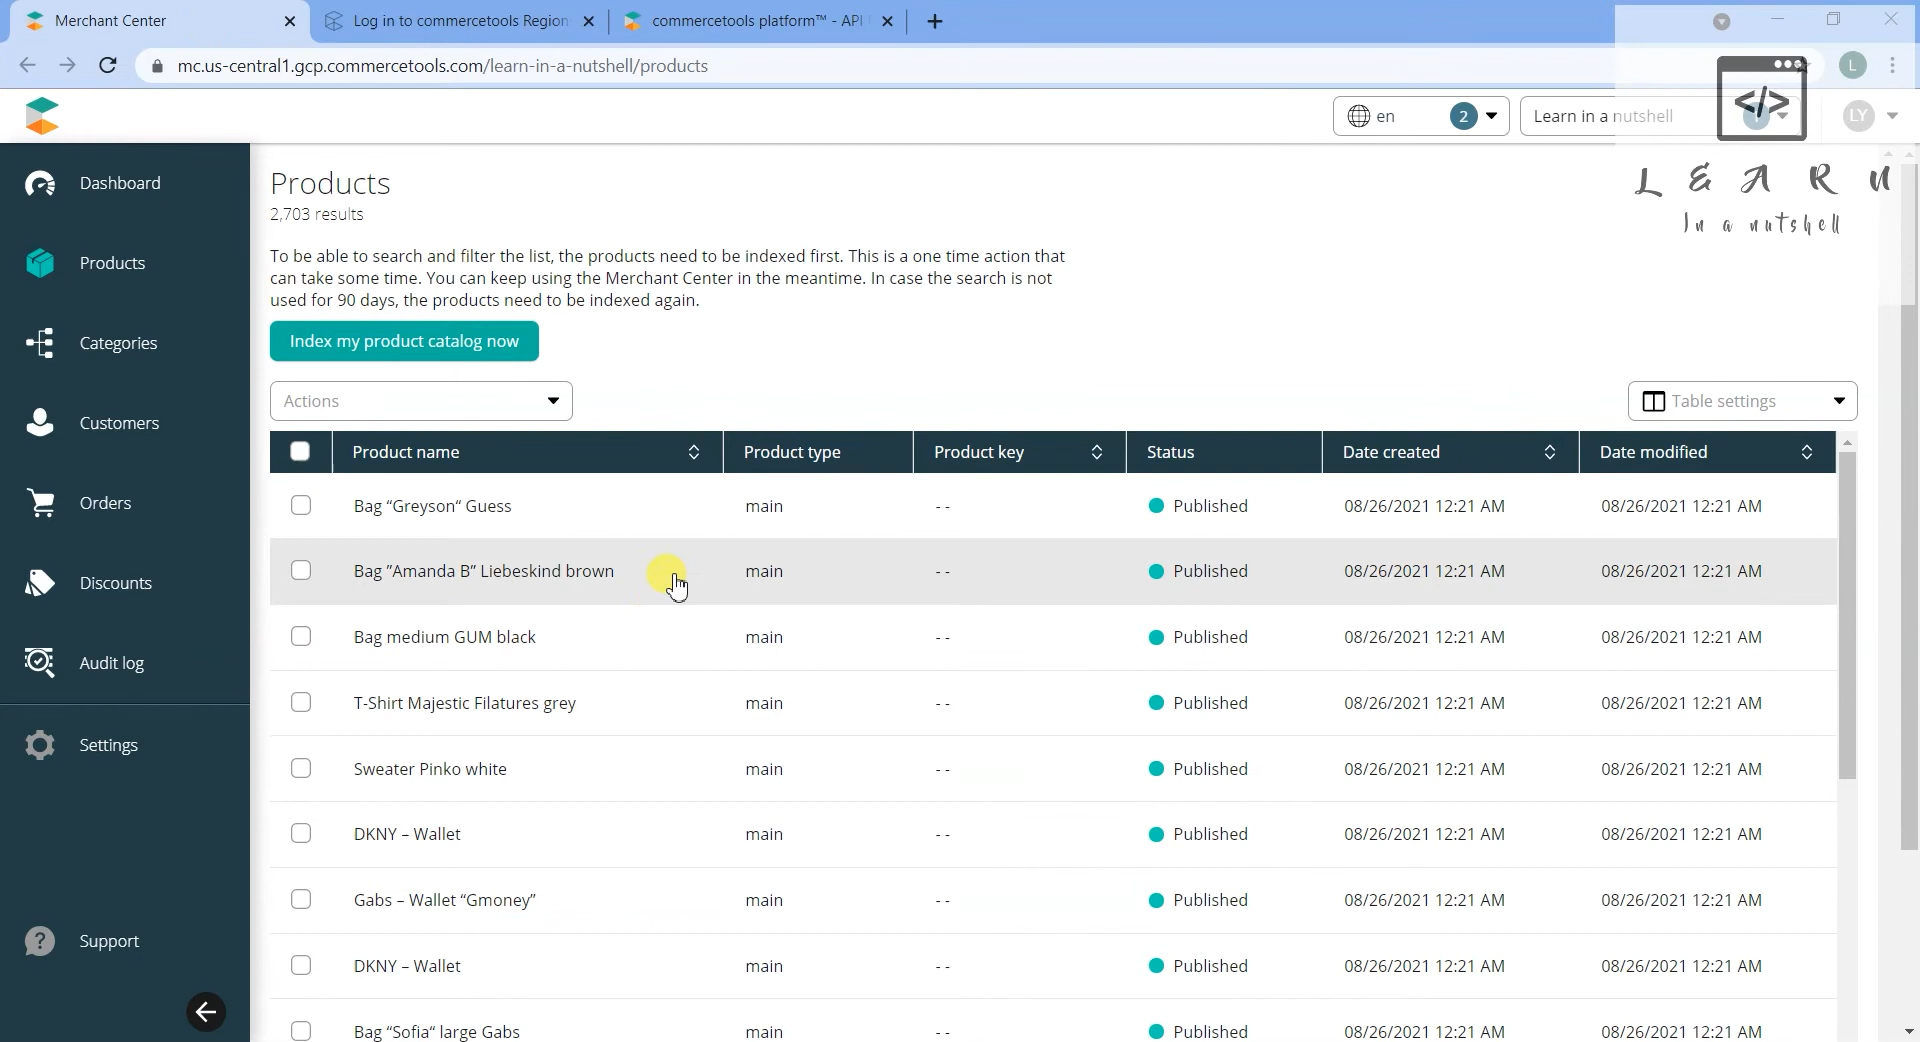 Merchant Center
Log in to commercetools Region
commercetools platform™ - API
mc.us-central1.gcp.commercetools.com/learn-in-a-nutshell/products
L
en
2
Learn in a nutshell
LY
</>
L E A R N
In a nutshell
Dashboard
Products
Categories
Customers
Orders
Discounts
Audit log
Settings
Support
Products
2,703 results
To be able to search and filter the list, the products need to be indexed first. This is a one time action that
can take some time. You can keep using the Merchant Center in the meantime. In case the search is not
used for 90 days, the products need to be indexed again.
Index my product catalog now
Actions
Table settings
Product name Product type Product key Status Date created Date modified
Bag “Greyson“ Guess main - - Published 08/26/2021 12:21 AM 08/26/2021 12:21 AM
Bag ”Amanda B” Liebeskind brown main - - Published 08/26/2021 12:21 AM 08/26/2021 12:21 AM
Bag medium GUM black main - - Published 08/26/2021 12:21 AM 08/26/2021 12:21 AM
T-Shirt Majestic Filatures grey main - - Published 08/26/2021 12:21 AM 08/26/2021 12:21 AM
Sweater Pinko white main - - Published 08/26/2021 12:21 AM 08/26/2021 12:21 AM
DKNY – Wallet main - - Published 08/26/2021 12:21 AM 08/26/2021 12:21 AM
Gabs – Wallet “Gmoney” main - - Published 08/26/2021 12:21 AM 08/26/2021 12:21 AM
DKNY – Wallet main - - Published 08/26/2021 12:21 AM 08/26/2021 12:21 AM
Bag “Sofia“ large Gabs main - - Published 08/26/2021 12:21 AM 08/26/2021 12:21 AM